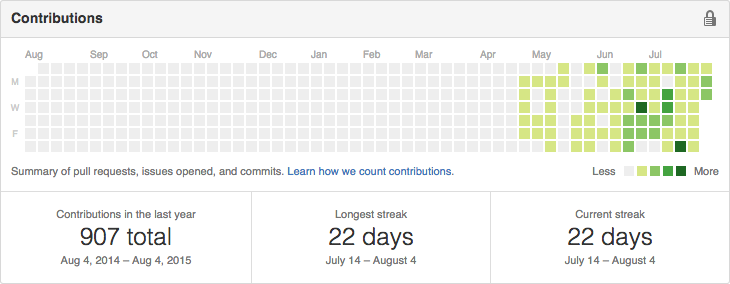 Contributions
Aug Sep Oct Nov Dec Jan Feb Mar Apr May Jun Jul
M
W
F
Summary of pull requests, issues opened, and commits. Learn how we count contributions.
Less More
Contributions in the last year
907 total
Aug 4, 2014 – Aug 4, 2015
Longest streak
22 days
July 14 – August 4
Current streak
22 days
July 14 – August 4